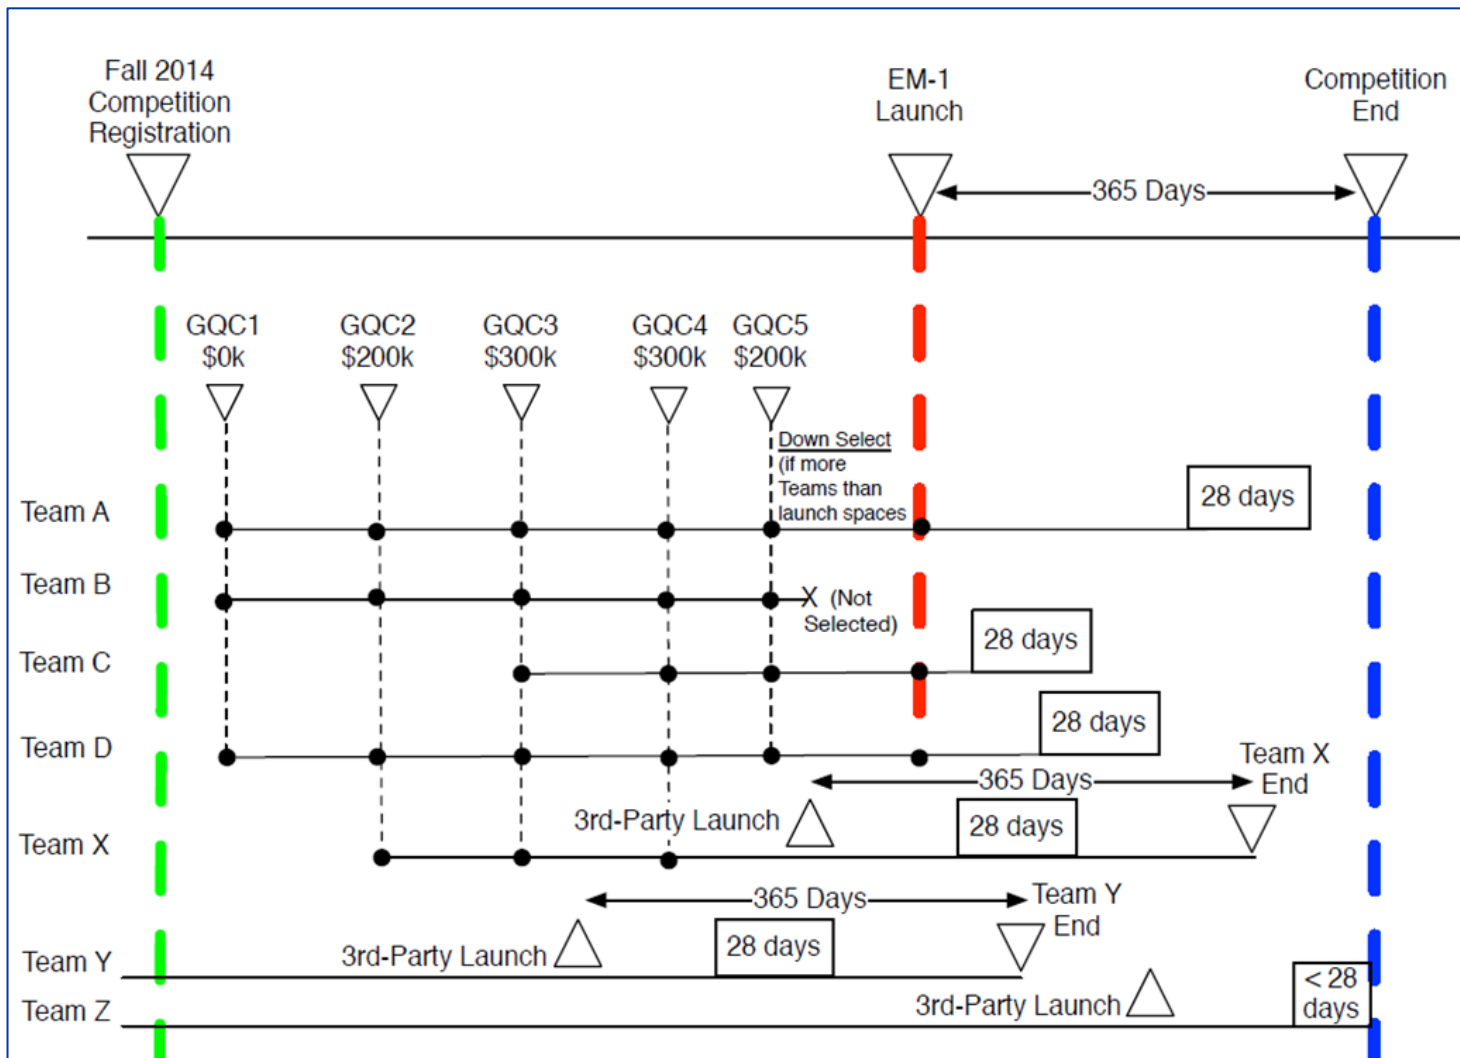 Fall 2014
Competition
Registration
EM-1
Launch
Competition
End
365 Days
GQC1
$0k
GQC2
$200k
GQC3
$300k
GQC4
$300k
GQC5
$200k
Down Select
(if more
Teams than
launch spaces
Team A
28 days
Team B
X (Not
Selected)
Team C
28 days
Team D
28 days
Team X
End
365 Days
3rd-Party Launch
28 days
Team X
365 Days
Team Y
End
3rd-Party Launch
28 days
Team Y
< 28
days
3rd-Party Launch
Team Z